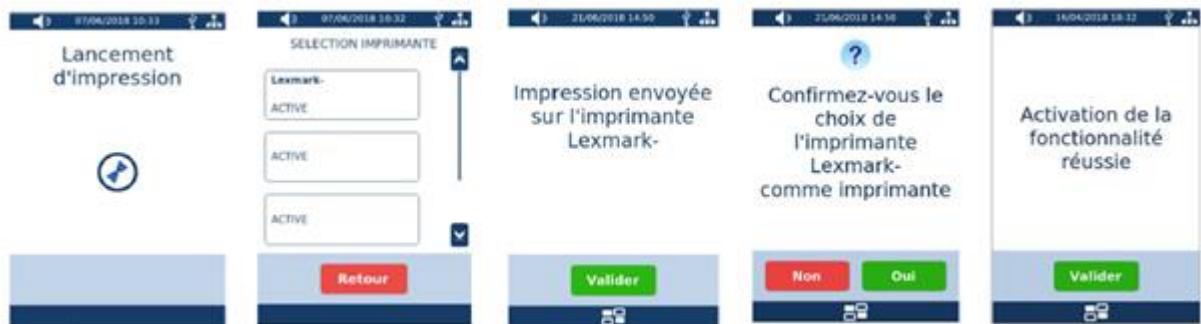 07/06/2018 10:33
Lancement
d'impression
07/06/2018 10:32
SELECTION IMPRIMANTE
Lexmark-
ACTIVE
ACTIVE
ACTIVE
Retour
21/06/2018 14:50
Impression envoyée
sur l'imprimante
Lexmark-
Valider
21/06/2018 14:50
?
Confirmez-vous le
choix de
l'imprimante
Lexmark-
comme imprimante
Non
Oui
16/04/2018 18:32
Activation de la
fonctionnalité
réussie
Valider